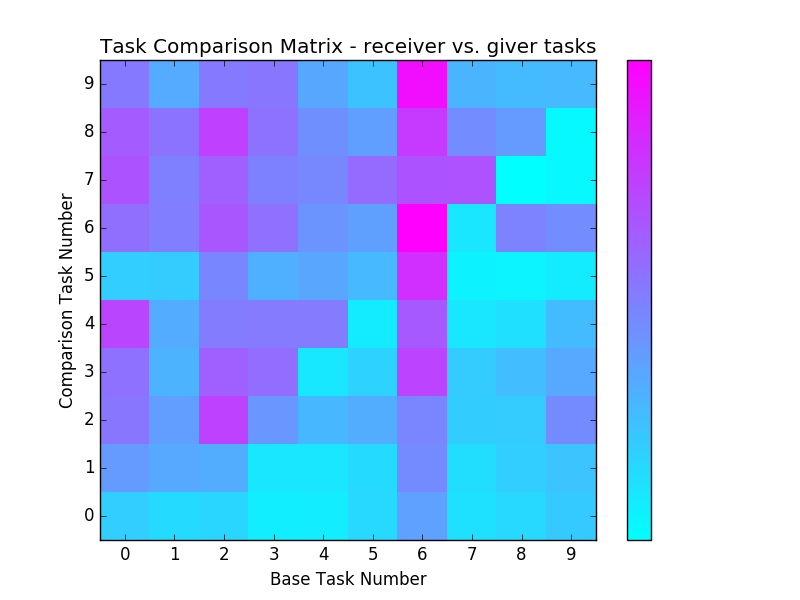 Task Comparison Matrix - receiver vs. giver tasks
9
8
7
6
5
4
3
2
1
0
Comparison Task Number
0 1 2 3 4 5 6 7 8 9
Base Task Number